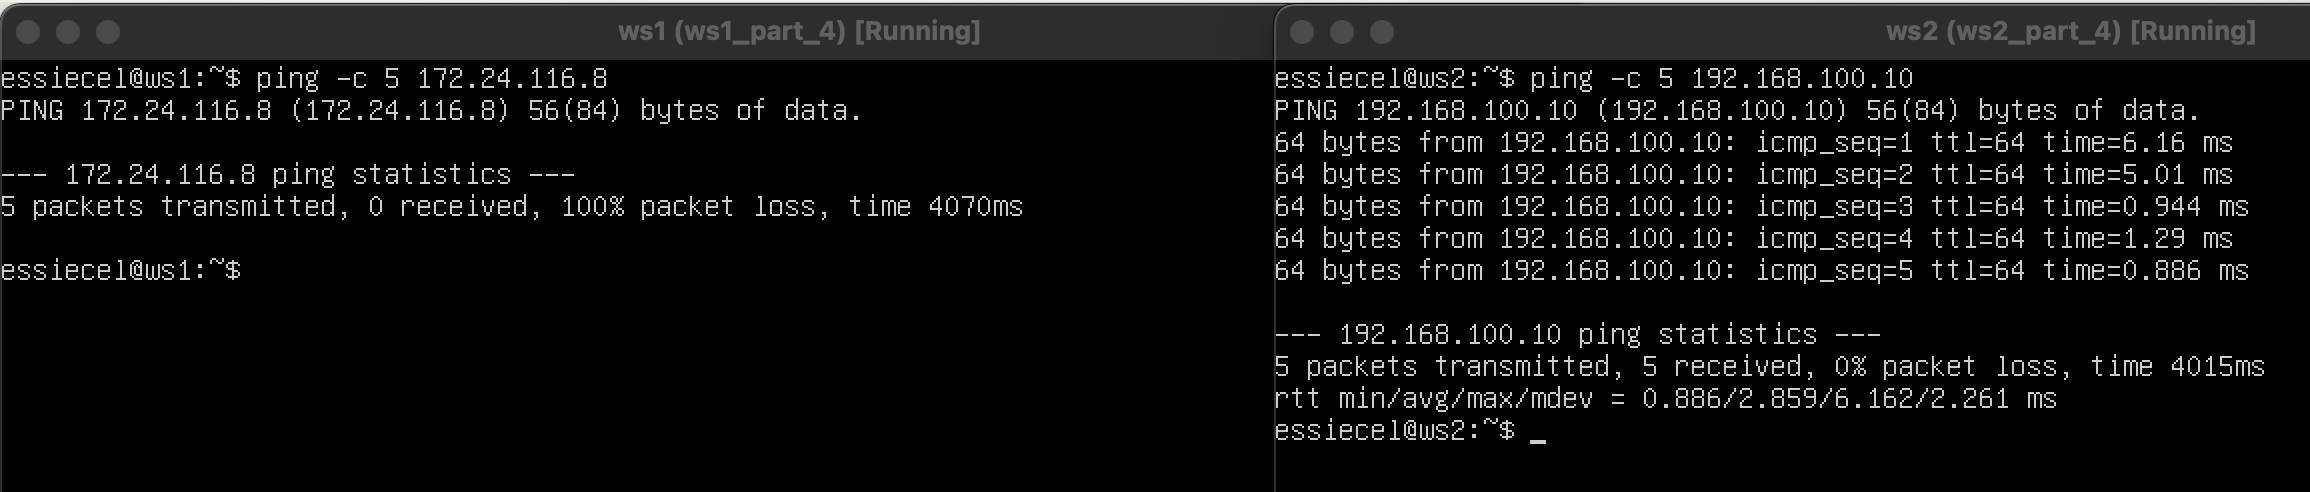 ws1 (ws1_part_4) [Running]
essiecel@ws1:~$ ping -c 5 172.24.116.8
PING 172.24.116.8 (172.24.116.8) 56(84) bytes of data.

--- 172.24.116.8 ping statistics ---
5 packets transmitted, 0 received, 100% packet loss, time 4070ms

essiecel@ws1:~$
ws2 (ws2_part_4) [Running]
essiecel@ws2:~$ ping -c 5 192.168.100.10
PING 192.168.100.10 (192.168.100.10) 56(84) bytes of data.
64 bytes from 192.168.100.10: icmp_seq=1 ttl=64 time=6.16 ms
64 bytes from 192.168.100.10: icmp_seq=2 ttl=64 time=5.01 ms
64 bytes from 192.168.100.10: icmp_seq=3 ttl=64 time=0.944 ms
64 bytes from 192.168.100.10: icmp_seq=4 ttl=64 time=1.29 ms
64 bytes from 192.168.100.10: icmp_seq=5 ttl=64 time=0.886 ms

--- 192.168.100.10 ping statistics ---
5 packets transmitted, 5 received, 0% packet loss, time 4015ms
rtt min/avg/max/mdev = 0.886/2.859/6.162/2.261 ms
essiecel@ws2:~$ _